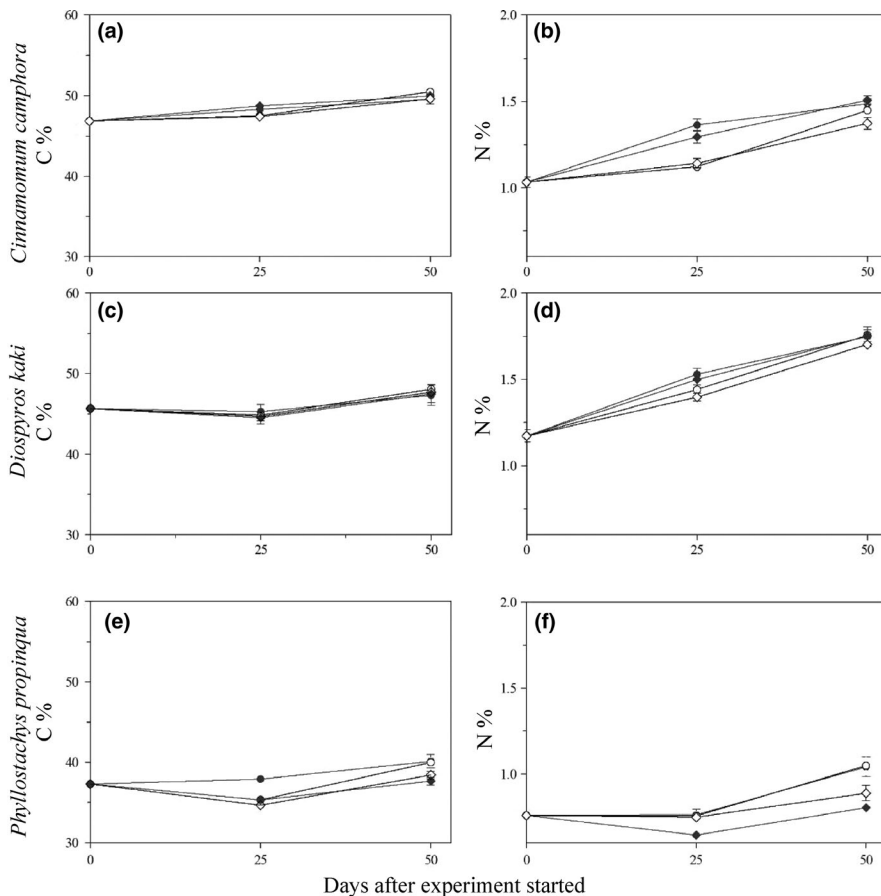 (a)
60
50
40
30
Cinnamomum camphora
C %
0
25
50
(b)
2.0
1.5
1.0
N %
0
25
50
(c)
60
50
40
30
Diospyros kaki
C %
0
25
50
(d)
2.0
1.5
1.0
N %
0
25
50
(e)
60
50
40
30
Phyllostachys propinqua
C %
0
25
50
(f)
2.0
1.5
1.0
N %
0
25
50
Days after experiment started